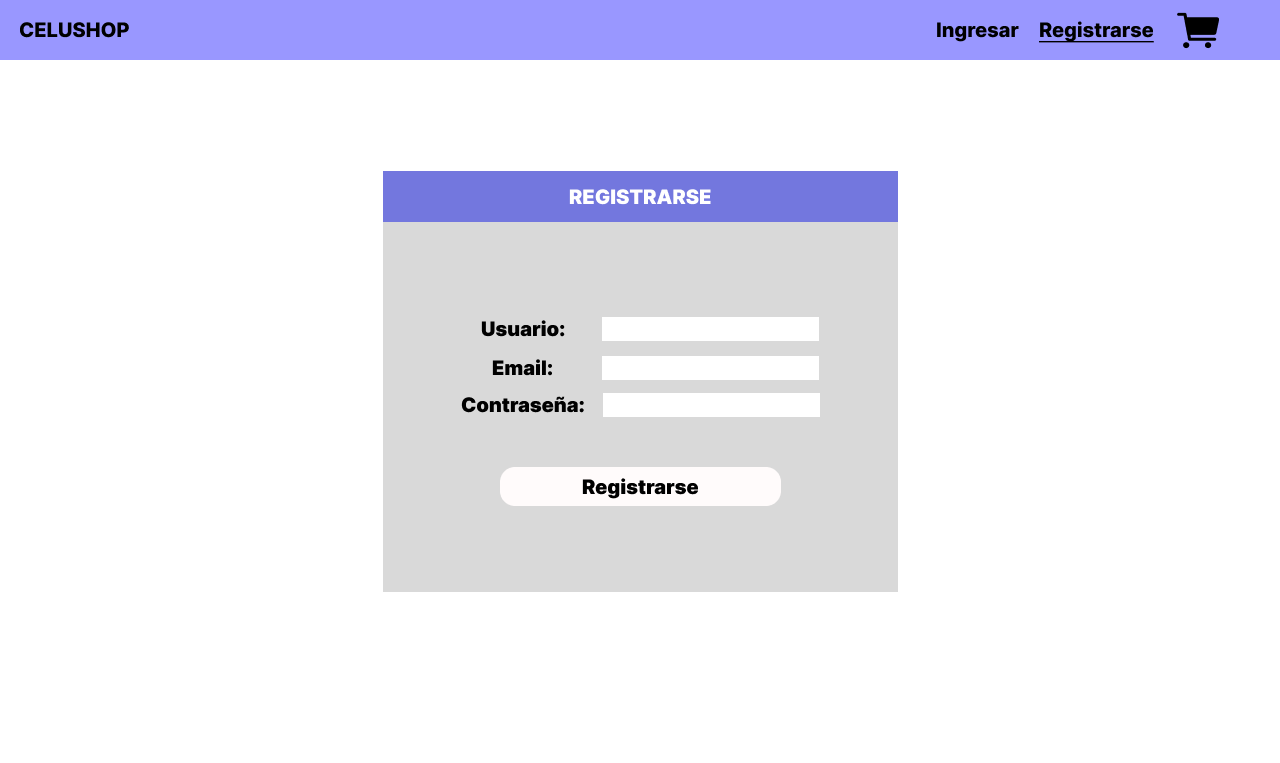 CELUSHOP
Ingresar Registrarse
REGISTRARSE
Usuario:
Email:
Contraseña:
Registrarse